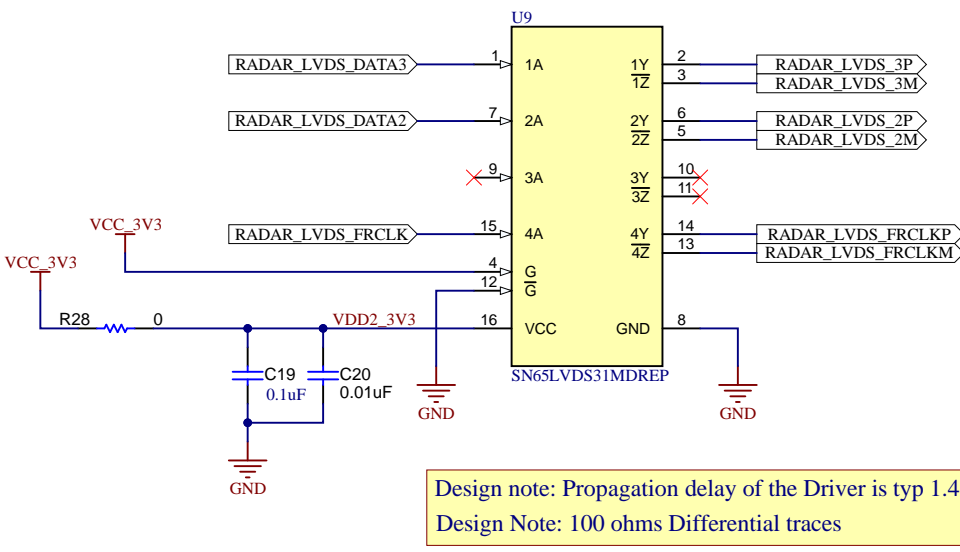 U9
RADAR_LVDS_DATA3 1 1A 1Y 2 RADAR_LVDS_3P
1Z 3 RADAR_LVDS_3M
RADAR_LVDS_DATA2 7 2A 2Y 6 RADAR_LVDS_2P
2Z 5 RADAR_LVDS_2M
9 3A 3Y 10
3Z 11
RADAR_LVDS_FRCLK 15 4A 4Y 14 RADAR_LVDS_FRCLKP
4Z 13 RADAR_LVDS_FRCLKM
VCC_3V3
4 G
VCC_3V3
12 G
R28 0 VDD2_3V3 16 VCC GND 8
C19 0.1uF
C20 0.01uF
SN65LVDS31MDREP
GND
GND
GND
Design note: Propagation delay of the Driver is typ 1.4
Design Note: 100 ohms Differential traces